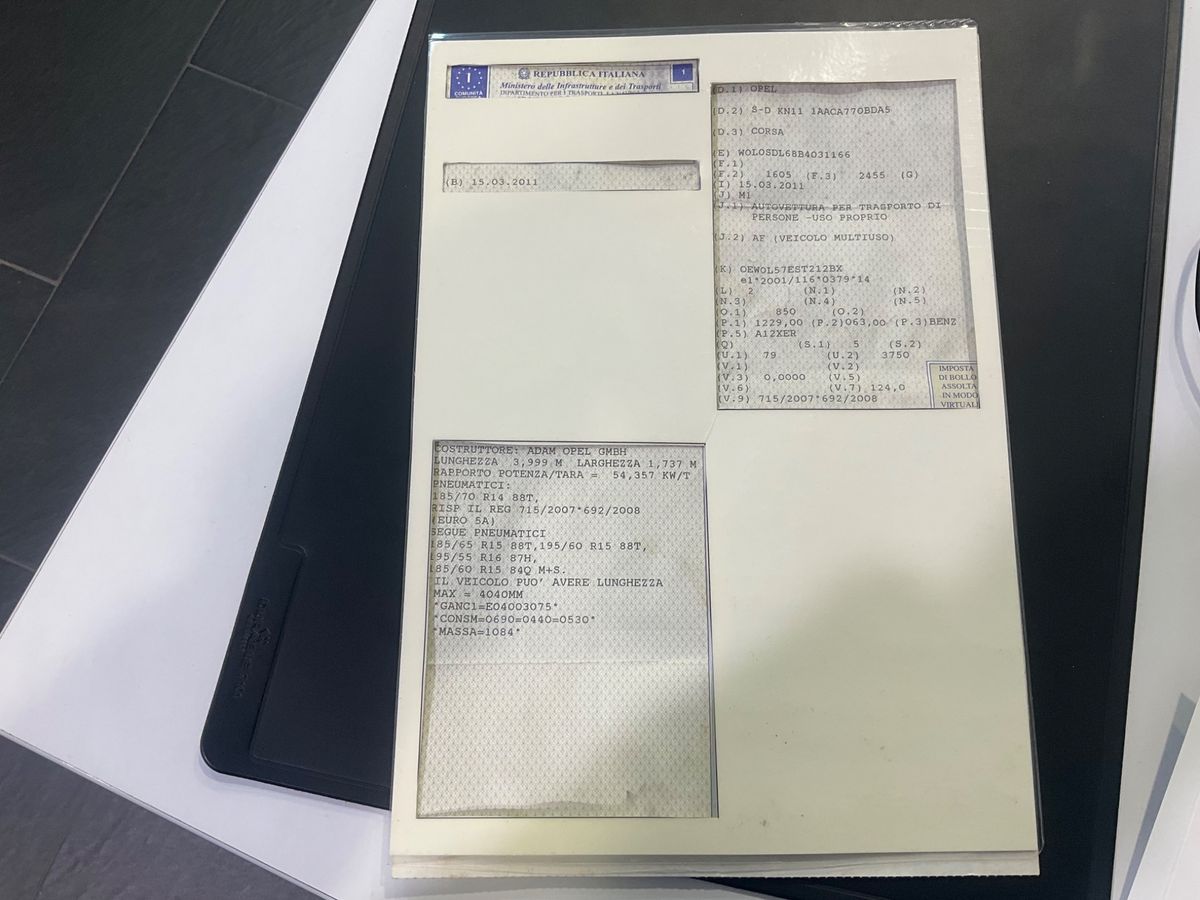 I
COMUNITÀ
REPUBBLICA ITALIANA
Ministero delle Infrastrutture e dei Trasporti
DIPARTIMENTO PER I TRASPORTI, LA
1
(B) 15.03.2011
(D.1) OPEL
(D.2) S-D KN11 1AACA770BDA5
(D.3) CORSA
(E) W0L0SDL68B4031166
(F.1)
(F.2) 1605 (F.3) 2455 (G)
(I) 15.03.2011
(J) M1
(J.1) AUTOVETTURA PER TRASPORTO DI
PERSONE -USO PROPRIO
(J.2) AF (VEICOLO MULTIUSO)
(K) OEW0L57EST212BX
e1*2001/116*0379*14
(L) 2 (N.1) (N.2)
(N.3) (N.4) (N.5)
(O.1) 850 (O.2)
(P.1) 1229,00 (P.2)063,00 (P.3)BENZ
(P.5) A12XER
(Q) (S.1) 5 (S.2)
(U.1) 79 (U.2) 3750
(V.1) (V.2)
(V.3) 0,0000 (V.5)
(V.6) (V.7) 124,0
(V.9) 715/2007*692/2008
IMPOSTA
DI BOLLO
ASSOLTA
IN MODO
VIRTUALE
COSTRUTTORE: ADAM OPEL GMBH
LUNGHEZZA 3,999 M LARGHEZZA 1,737 M
RAPPORTO POTENZA/TARA = 54,357 KW/T
PNEUMATICI:
185/70 R14 88T,
RISP IL REG 715/2007*692/2008
(EURO 5A)
SEGUE PNEUMATICI
185/65 R15 88T,195/60 R15 88T,
195/55 R16 87H,
185/60 R15 84Q M+S.
IL VEICOLO PUO' AVERE LUNGHEZZA
MAX = 4040MM
*GANC1=E04003075*
*CONSM=0690=0440=0530*
*MASSA=1084*